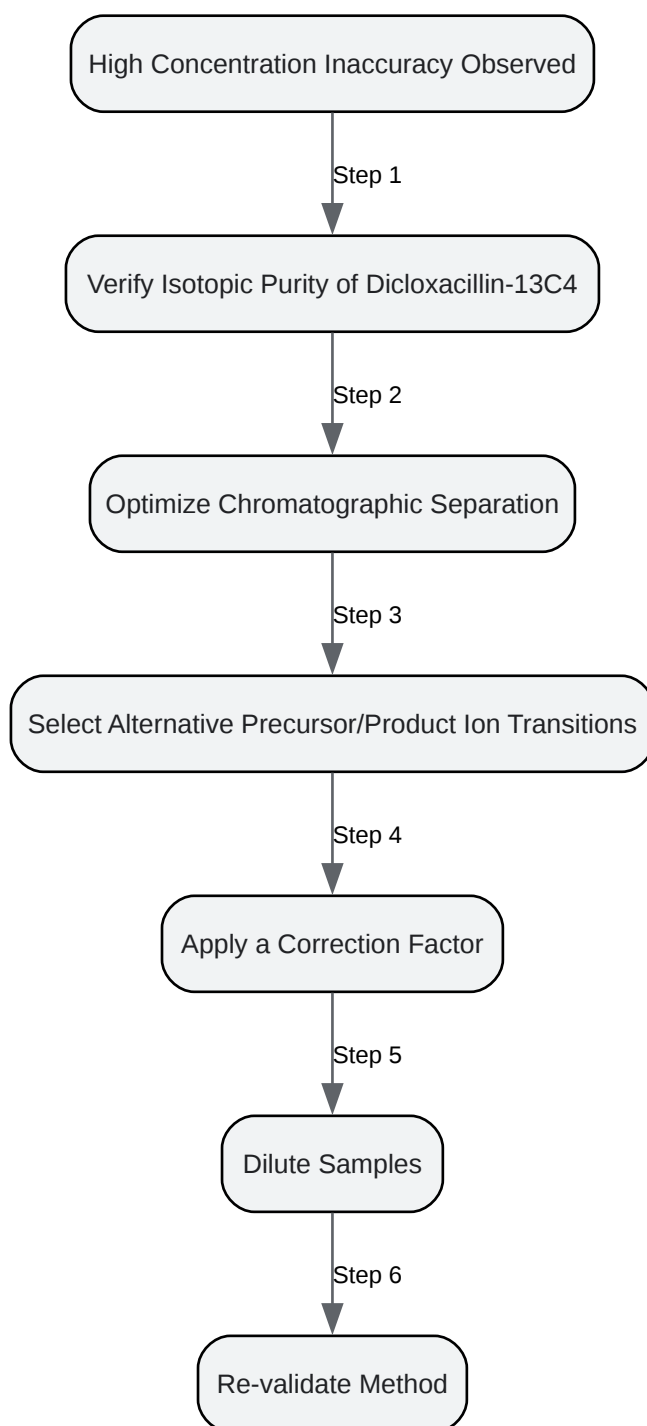 High Concentration Inaccuracy Observed
Step 1
Verify Isotopic Purity of Dicloxacillin-13C4
Step 2
Optimize Chromatographic Separation
Step 3
Select Alternative Precursor/Product Ion Transitions
Step 4
Apply a Correction Factor
Step 5
Dilute Samples
Step 6
Re-validate Method